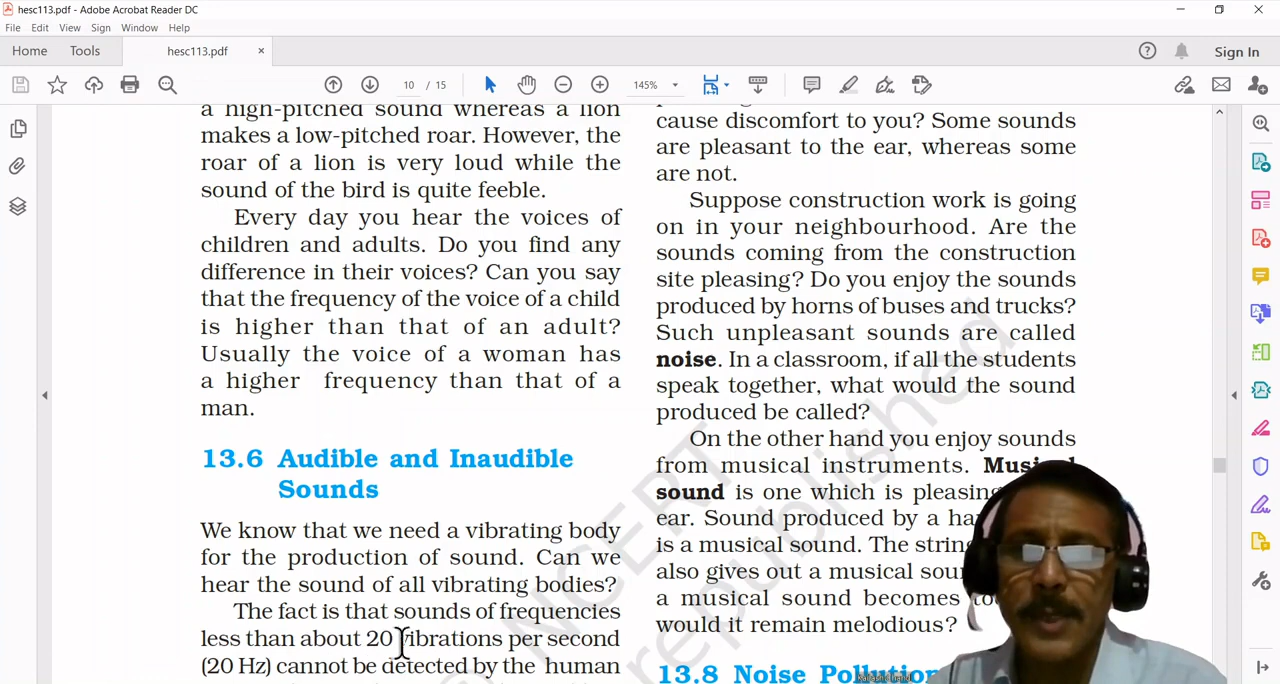 hesc113.pdf - Adobe Acrobat Reader DC
File Edit View Sign Window Help
Home Tools hesc113.pdf × Sign In
10 / 15 145%
a high-pitched sound whereas a lion
makes a low-pitched roar. However, the
roar of a lion is very loud while the
sound of the bird is quite feeble.
Every day you hear the voices of
children and adults. Do you find any
difference in their voices? Can you say
that the frequency of the voice of a child
is higher than that of an adult?
Usually the voice of a woman has
a higher frequency than that of a
man.
13.6 Audible and Inaudible
Sounds
We know that we need a vibrating body
for the production of sound. Can we
hear the sound of all vibrating bodies?
The fact is that sounds of frequencies
less than about 20 vibrations per second
(20 Hz) cannot be detected by the human
cause discomfort to you? Some sounds
are pleasant to the ear, whereas some
are not.
Suppose construction work is going
on in your neighbourhood. Are the
sounds coming from the construction
site pleasing? Do you enjoy the sounds
produced by horns of buses and trucks?
Such unpleasant sounds are called
noise. In a classroom, if all the students
speak together, what would the sound
produced be called?
On the other hand you enjoy sounds
from musical instruments. Musical
sound is one which is pleasing
ear. Sound produced by a
is a musical sound. The string
also gives out a musical
a musical sound becomes
would it remain melodious?
13.8 Noise Pollution
NCERT
republished